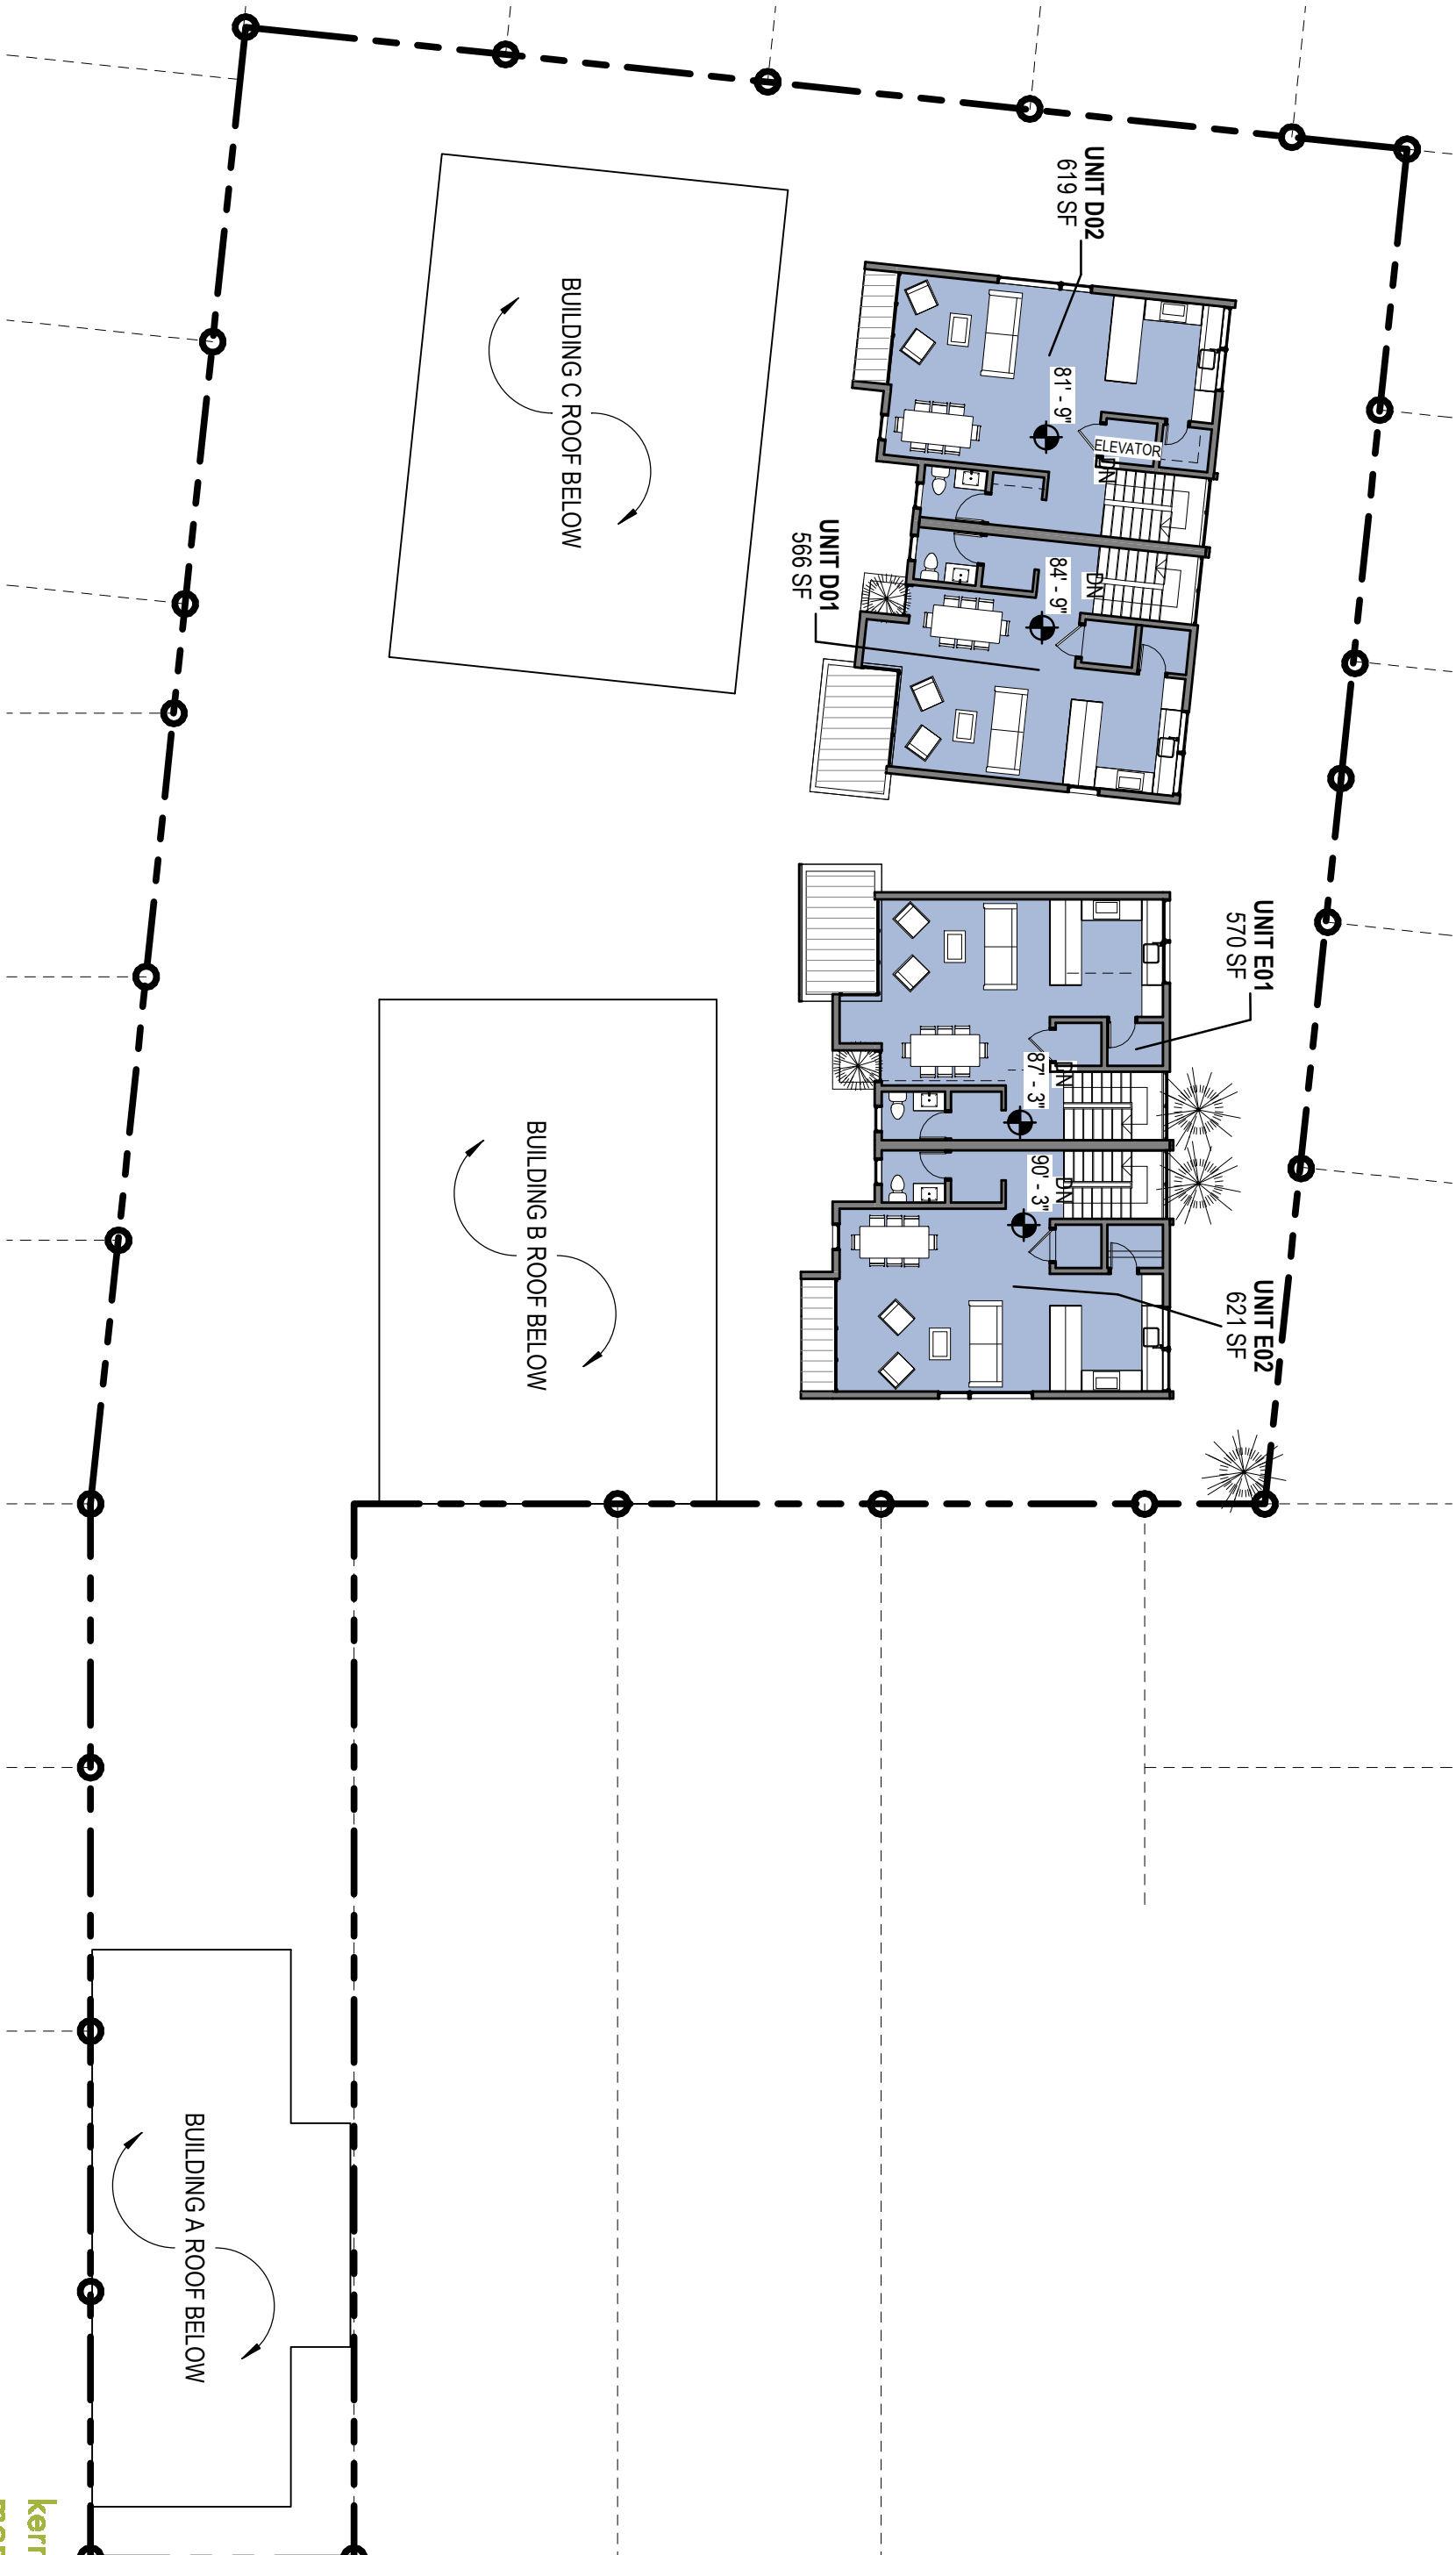 UNIT D02
619 SF
81' - 9"
ELEVATOR
DN
BUILDING C ROOF BELOW
UNIT D01
566 SF
84' - 9"
DN
UNIT E01
570 SF
87' - 3"
DN
90' - 3"
DN
BUILDING B ROOF BELOW
UNIT E02
621 SF
BUILDING A ROOF BELOW
kerr